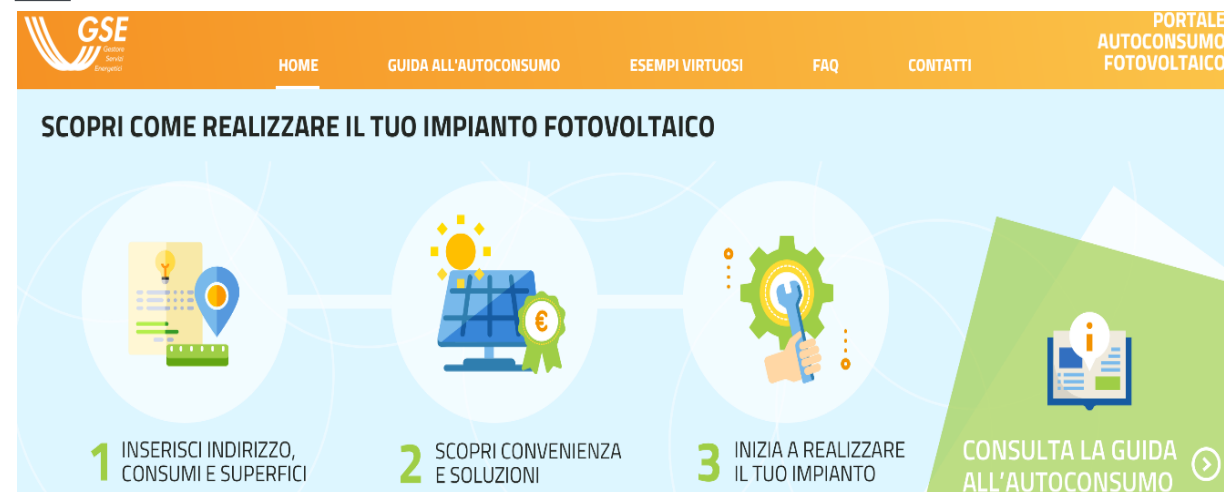 GSE
Gestore
Servizi
Energetici
HOME
GUIDA ALL'AUTOCONSUMO
ESEMPI VIRTUOSI
FAQ
CONTATTI
PORTALE
AUTOCONSUMO
FOTOVOLTAICO
SCOPRI COME REALIZZARE IL TUO IMPIANTO FOTOVOLTAICO
€
i
1 INSERISCI INDIRIZZO,
CONSUMI E SUPERFICI
2 SCOPRI CONVENIENZA
E SOLUZIONI
3 INIZIA A REALIZZARE
IL TUO IMPIANTO
CONSULTA LA GUIDA
ALL'AUTOCONSUMO